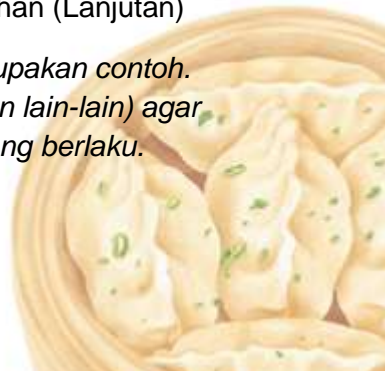 nan (Lanjutan)
upakan contoh.
n lain-lain) agar
ng berlaku.